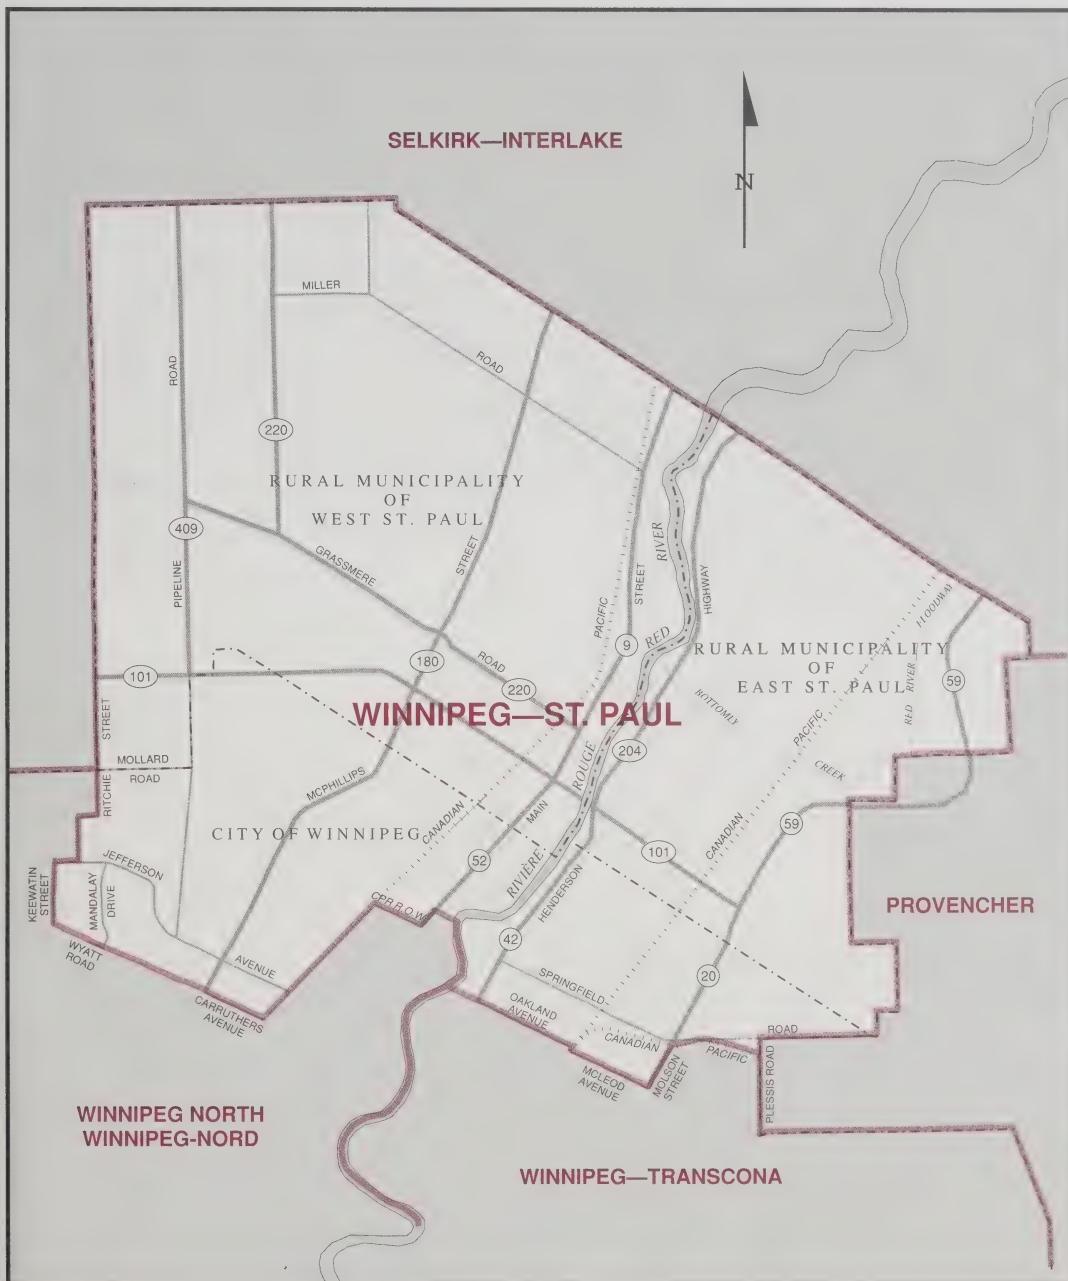 SELKIRK—INTERLAKE
N
MILLER
ROAD
ROAD
220
RURAL MUNICIPALITY
OF
WEST ST. PAUL
409
PIPELINE
GRASSMERE
STREET
PACIFIC
STREET
RIVER
HIGHWAY
RED
9
180
ROAD
220
101
RURAL MUNICIPALITY
OF
EAST ST. PAUL
FLOODWAY
RED RIVER
59
BOTTOMLY
CREEK
PACIFIC
CANADIAN
WINNIPEG—ST. PAUL
STREET
MOLLARD
ROAD
RITCHIE
MCPHILLIPS
CITY OF WINNIPEG
CANADIAN
MAIN
ROUGE
204
RIVIÈRE
52
59
101
JEFFERSON
KEEWATIN
STREET
MANDALAY
DRIVE
CPR R.O.W.
HENDERSON
PROVENCHER
WYATT
ROAD
AVENUE
42
SPRINGFIELD
20
CARRUTHERS
AVENUE
OAKLAND
AVENUE
CANADIAN
PACIFIC
ROAD
MCLEOD
AVENUE
MOLSON
STREET
PLESSIS ROAD
WINNIPEG NORTH
WINNIPEG-NORD
WINNIPEG—TRANSCONA